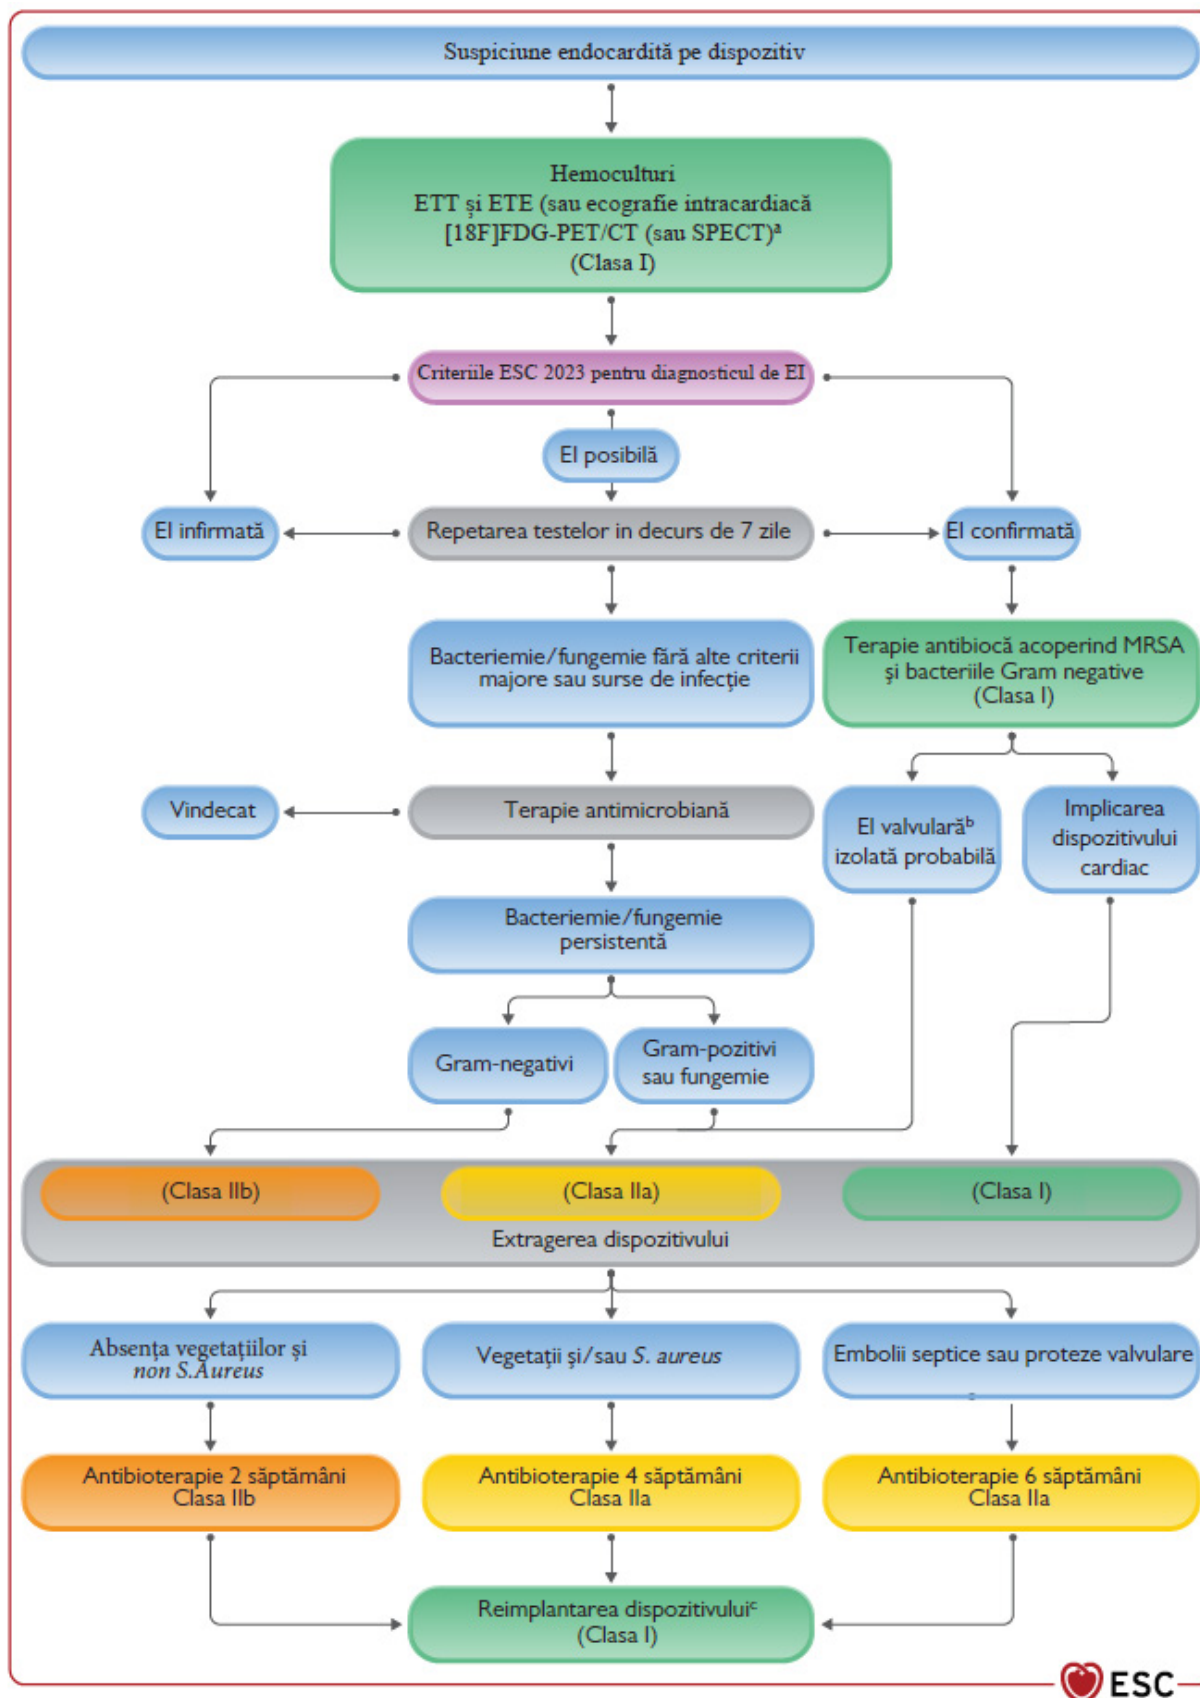 Suspiciune endocardită pe dispozitiv
Hemoculturi
ETT și ETE (sau ecografie intracardiacă
[18F]FDG-PET/CT (sau SPECT)ᵃ
(Clasa I)
Criteriile ESC 2023 pentru diagnosticul de EI
EI posibilă
EI infirmată
Repetarea testelor in decurs de 7 zile
EI confirmată
Bacteriemie/fungemie fără alte criterii
majore sau surse de infecţie
Terapie antibiocă acoperind MRSA
şi bacteriile Gram negative
(Clasa I)
Vindecat
Terapie antimicrobiană
EI valvularăᵇ
izolată probabilă
Implicarea
dispozitivului
cardiac
Bacteriemie/fungemie
persistentă
Gram-negativi
Gram-pozitivi
sau fungemie
(Clasa IIb)
(Clasa IIa)
(Clasa I)
Extragerea dispozitivului
Absența vegetațiilor și
non S.Aureus
Vegetaţii şi/sau S. aureus
Embolii septice sau proteze valvulare
Antibioterapie 2 săptămâni
Clasa IIb
Antibioterapie 4 săptămâni
Clasa IIa
Antibioterapie 6 săptămâni
Clasa IIa
Reimplantarea dispozitivuluiᶜ
(Clasa I)
ESC